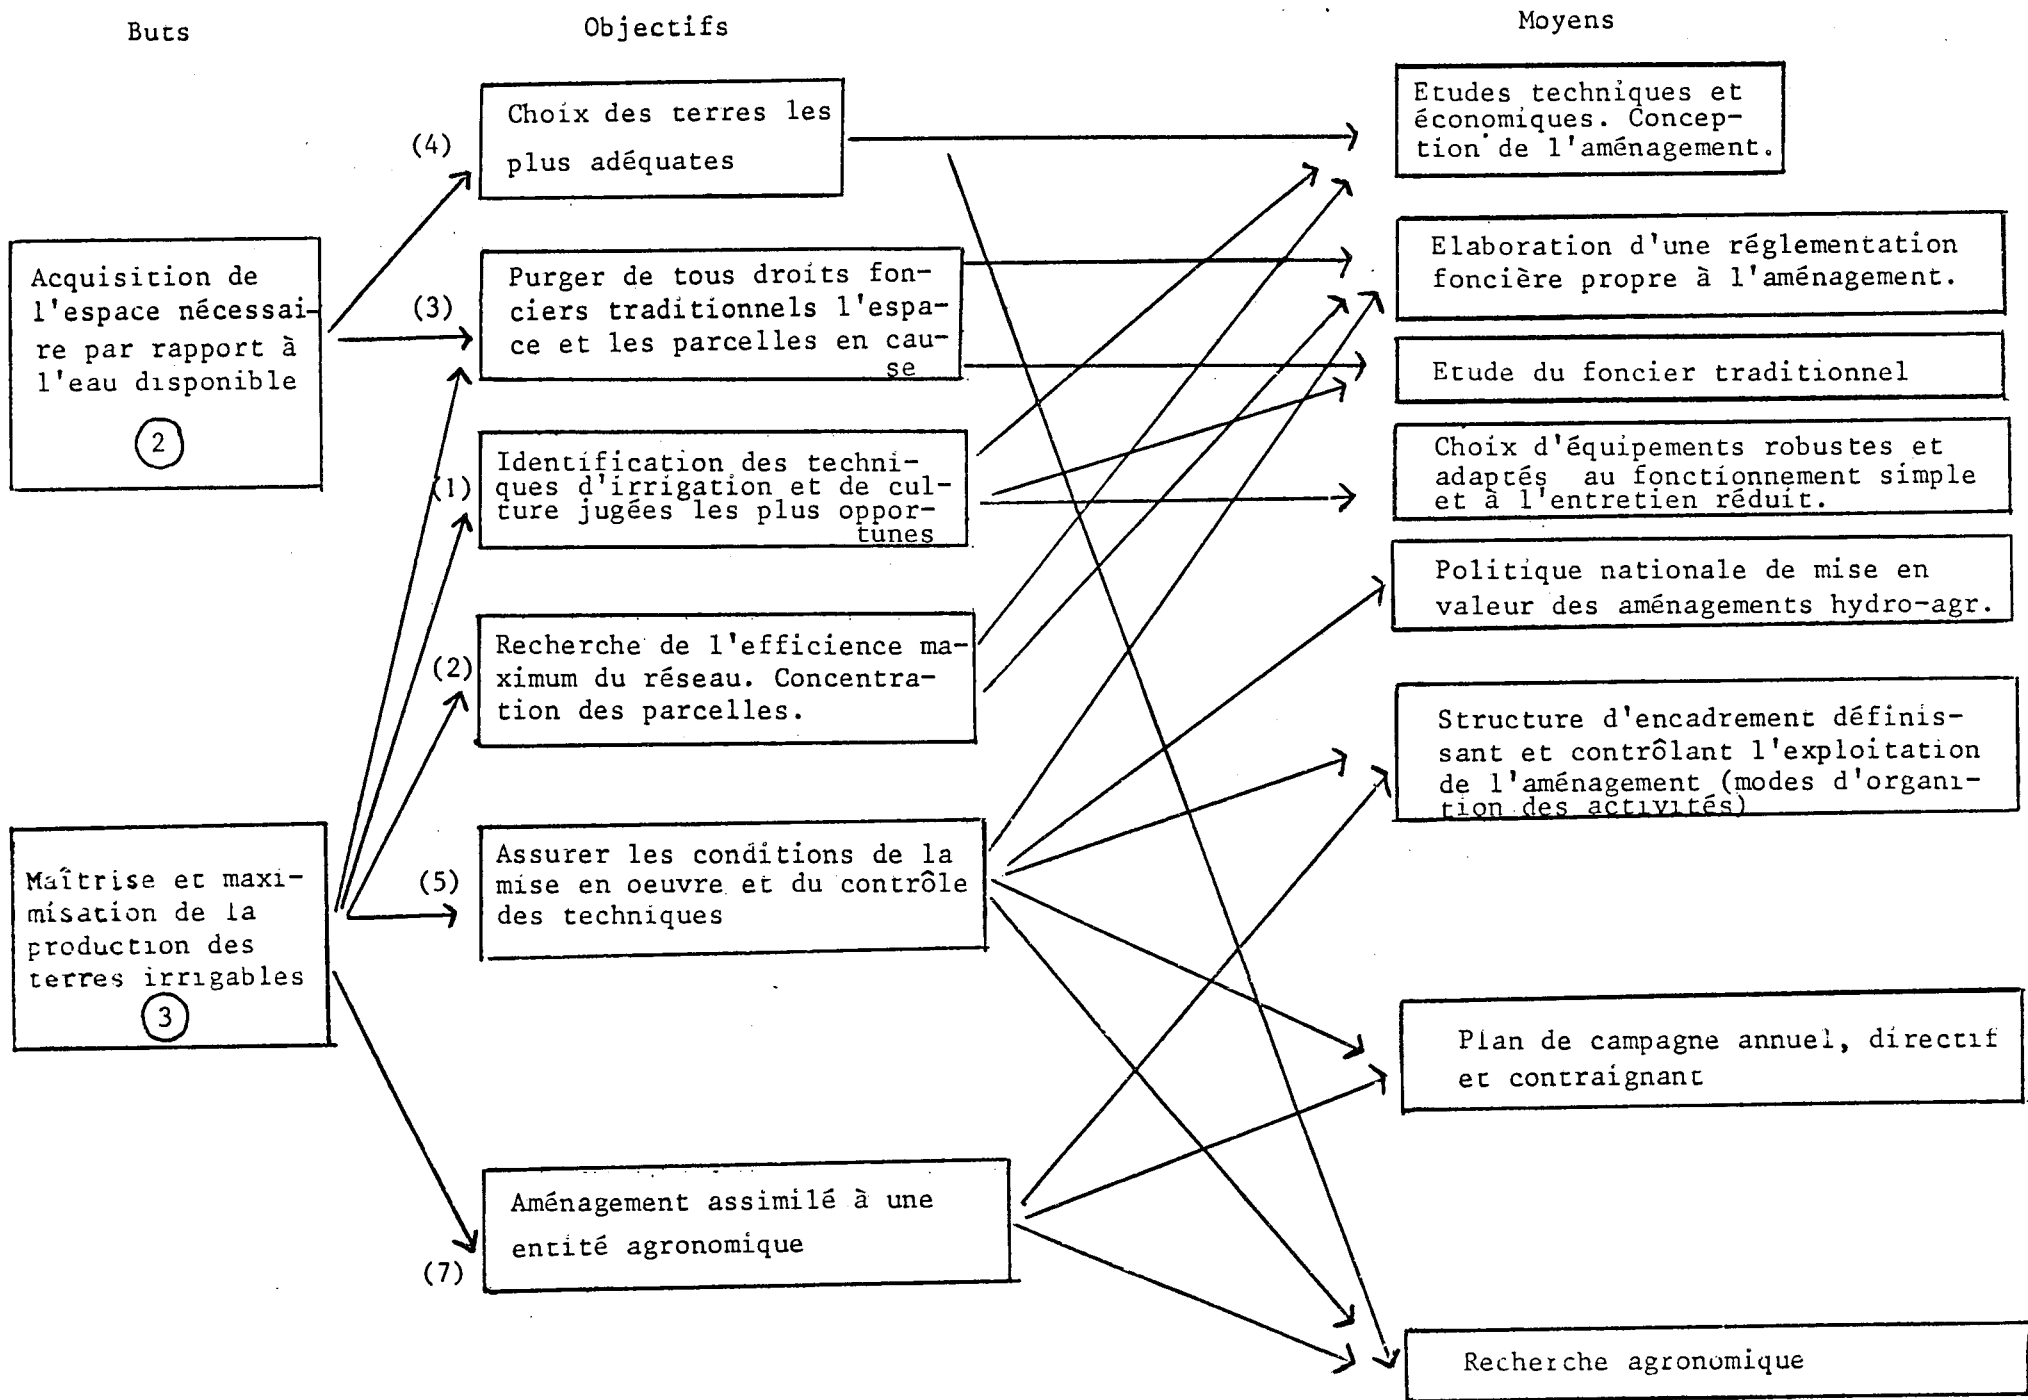 Buts
Objectifs
Moyens
Acquisition de
l'espace nécessai-
re par rapport à
l'eau disponible
2
Maîtrise et maxi-
misation de la
production des
terres irrigables
3
(4)
Choix des terres les
plus adéquates
(3)
Purger de tous droits fon-
ciers traditionnels l'espa-
ce et les parcelles en cau-
se
(1)
Identification des techni-
ques d'irrigation et de cul-
ture jugées les plus oppor-
tunes
(2)
Recherche de l'efficience ma-
ximum du réseau. Concentra-
tion des parcelles.
(5)
Assurer les conditions de la
mise en oeuvre et du contrôle
des techniques
(7)
Aménagement assimilé à une
entité agronomique
Etudes techniques et
économiques. Concep-
tion de l'aménagement.
Elaboration d'une réglementation
foncière propre à l'aménagement.
Etude du foncier traditionnel
Choix d'équipements robustes et
adaptés au fonctionnement simple
et à l'entretien réduit.
Politique nationale de mise en
valeur des aménagements hydro-agr.
Structure d'encadrement définis-
sant et contrôlant l'exploitation
de l'aménagement (modes d'organi-
tion des activités)
Plan de campagne annuel, directif
et contraignant
Recherche agronomique